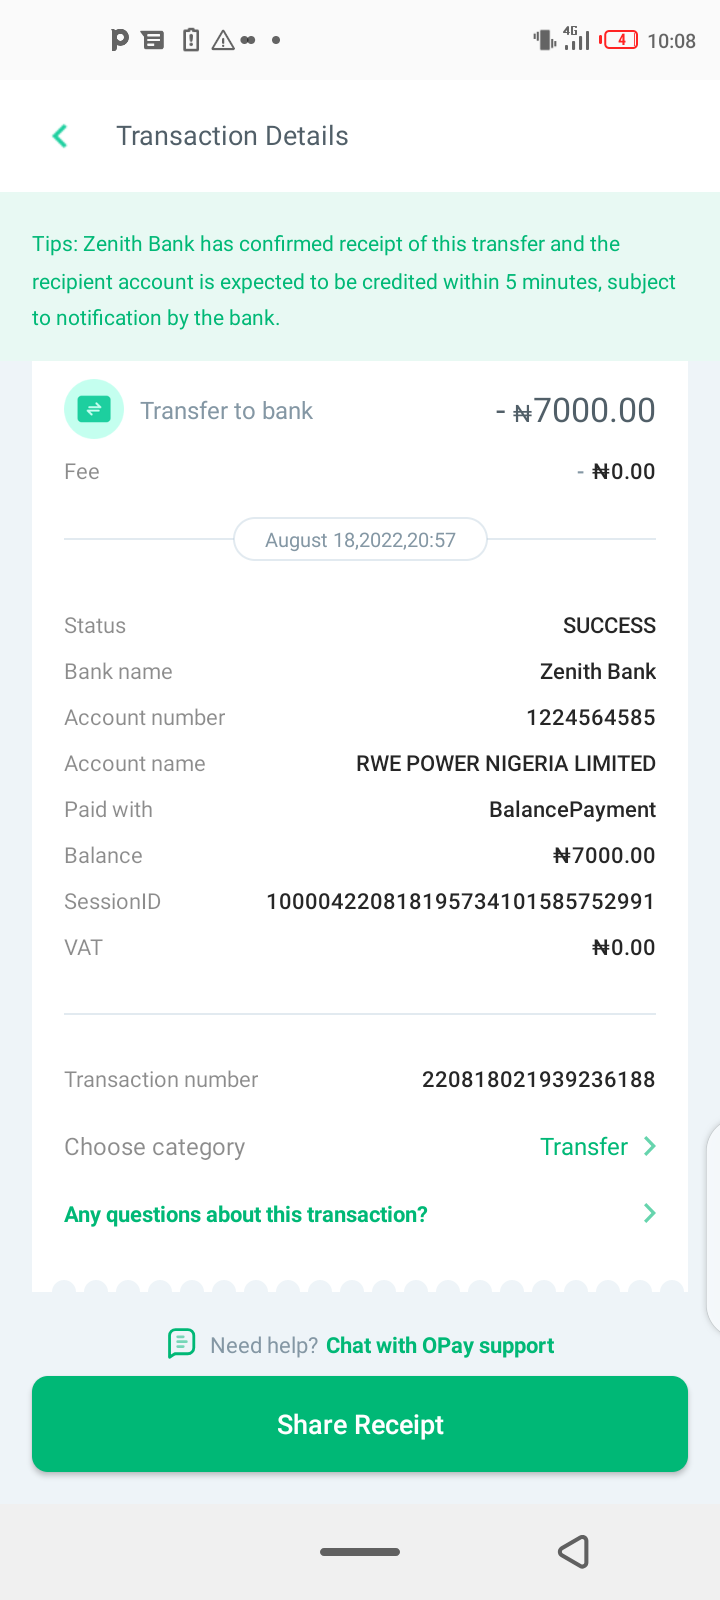 4G 4 10:08
Transaction Details
Tips: Zenith Bank has confirmed receipt of this transfer and the
recipient account is expected to be credited within 5 minutes, subject
to notification by the bank.
Transfer to bank - ₦7000.00
Fee - ₦0.00
August 18,2022,20:57
Status SUCCESS
Bank name Zenith Bank
Account number 1224564585
Account name RWE POWER NIGERIA LIMITED
Paid with BalancePayment
Balance ₦7000.00
SessionID 100004220818195734101585752991
VAT ₦0.00
Transaction number 220818021939236188
Choose category Transfer
Any questions about this transaction?
Need help? Chat with OPay support
Share Receipt